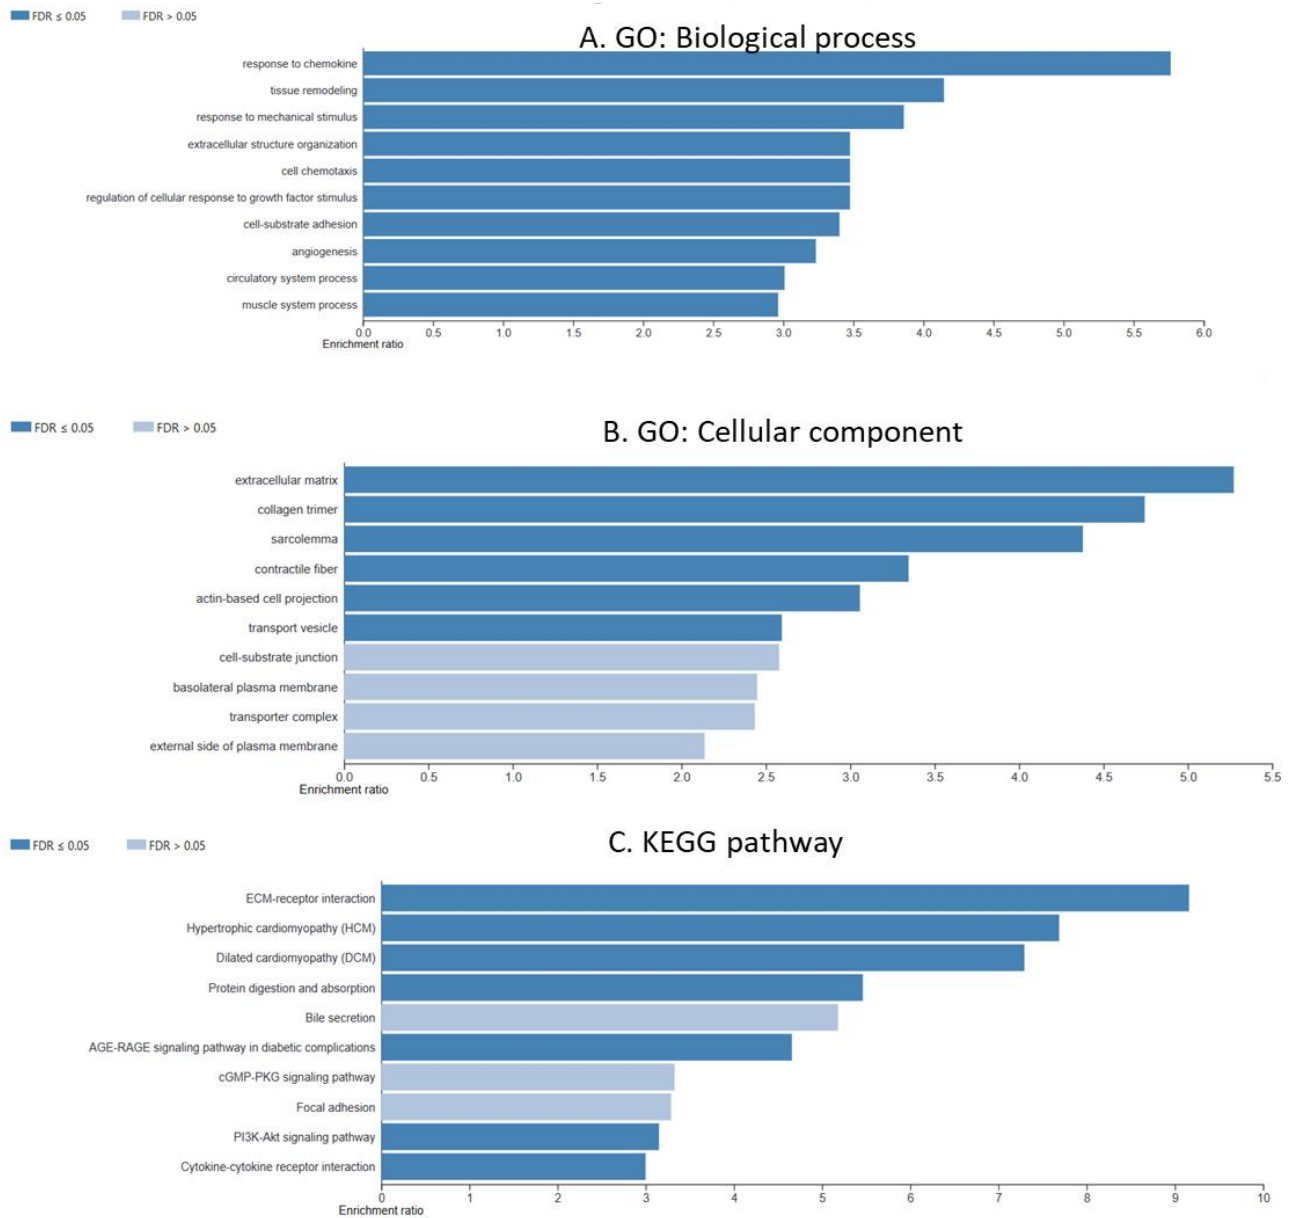 FDR ≤ 0.05 FDR > 0.05
A. GO: Biological process
response to chemokine
tissue remodeling
response to mechanical stimulus
extracellular structure organization
cell chemotaxis
regulation of cellular response to growth factor stimulus
cell-substrate adhesion
angiogenesis
circulatory system process
muscle system process
0.0 0.5 1.0 1.5 2.0 2.5 3.0 3.5 4.0 4.5 5.0 5.5 6.0
Enrichment ratio
FDR ≤ 0.05 FDR > 0.05
B. GO: Cellular component
extracellular matrix
collagen trimer
sarcolemma
contractile fiber
actin-based cell projection
transport vesicle
cell-substrate junction
basolateral plasma membrane
transporter complex
external side of plasma membrane
0.0 0.5 1.0 1.5 2.0 2.5 3.0 3.5 4.0 4.5 5.0 5.5
Enrichment ratio
FDR ≤ 0.05 FDR > 0.05
C. KEGG pathway
ECM-receptor interaction
Hypertrophic cardiomyopathy (HCM)
Dilated cardiomyopathy (DCM)
Protein digestion and absorption
Bile secretion
AGE-RAGE signaling pathway in diabetic complications
cGMP-PKG signaling pathway
Focal adhesion
PI3K-Akt signaling pathway
Cytokine-cytokine receptor interaction
0 1 2 3 4 5 6 7 8 9 10
Enrichment ratio